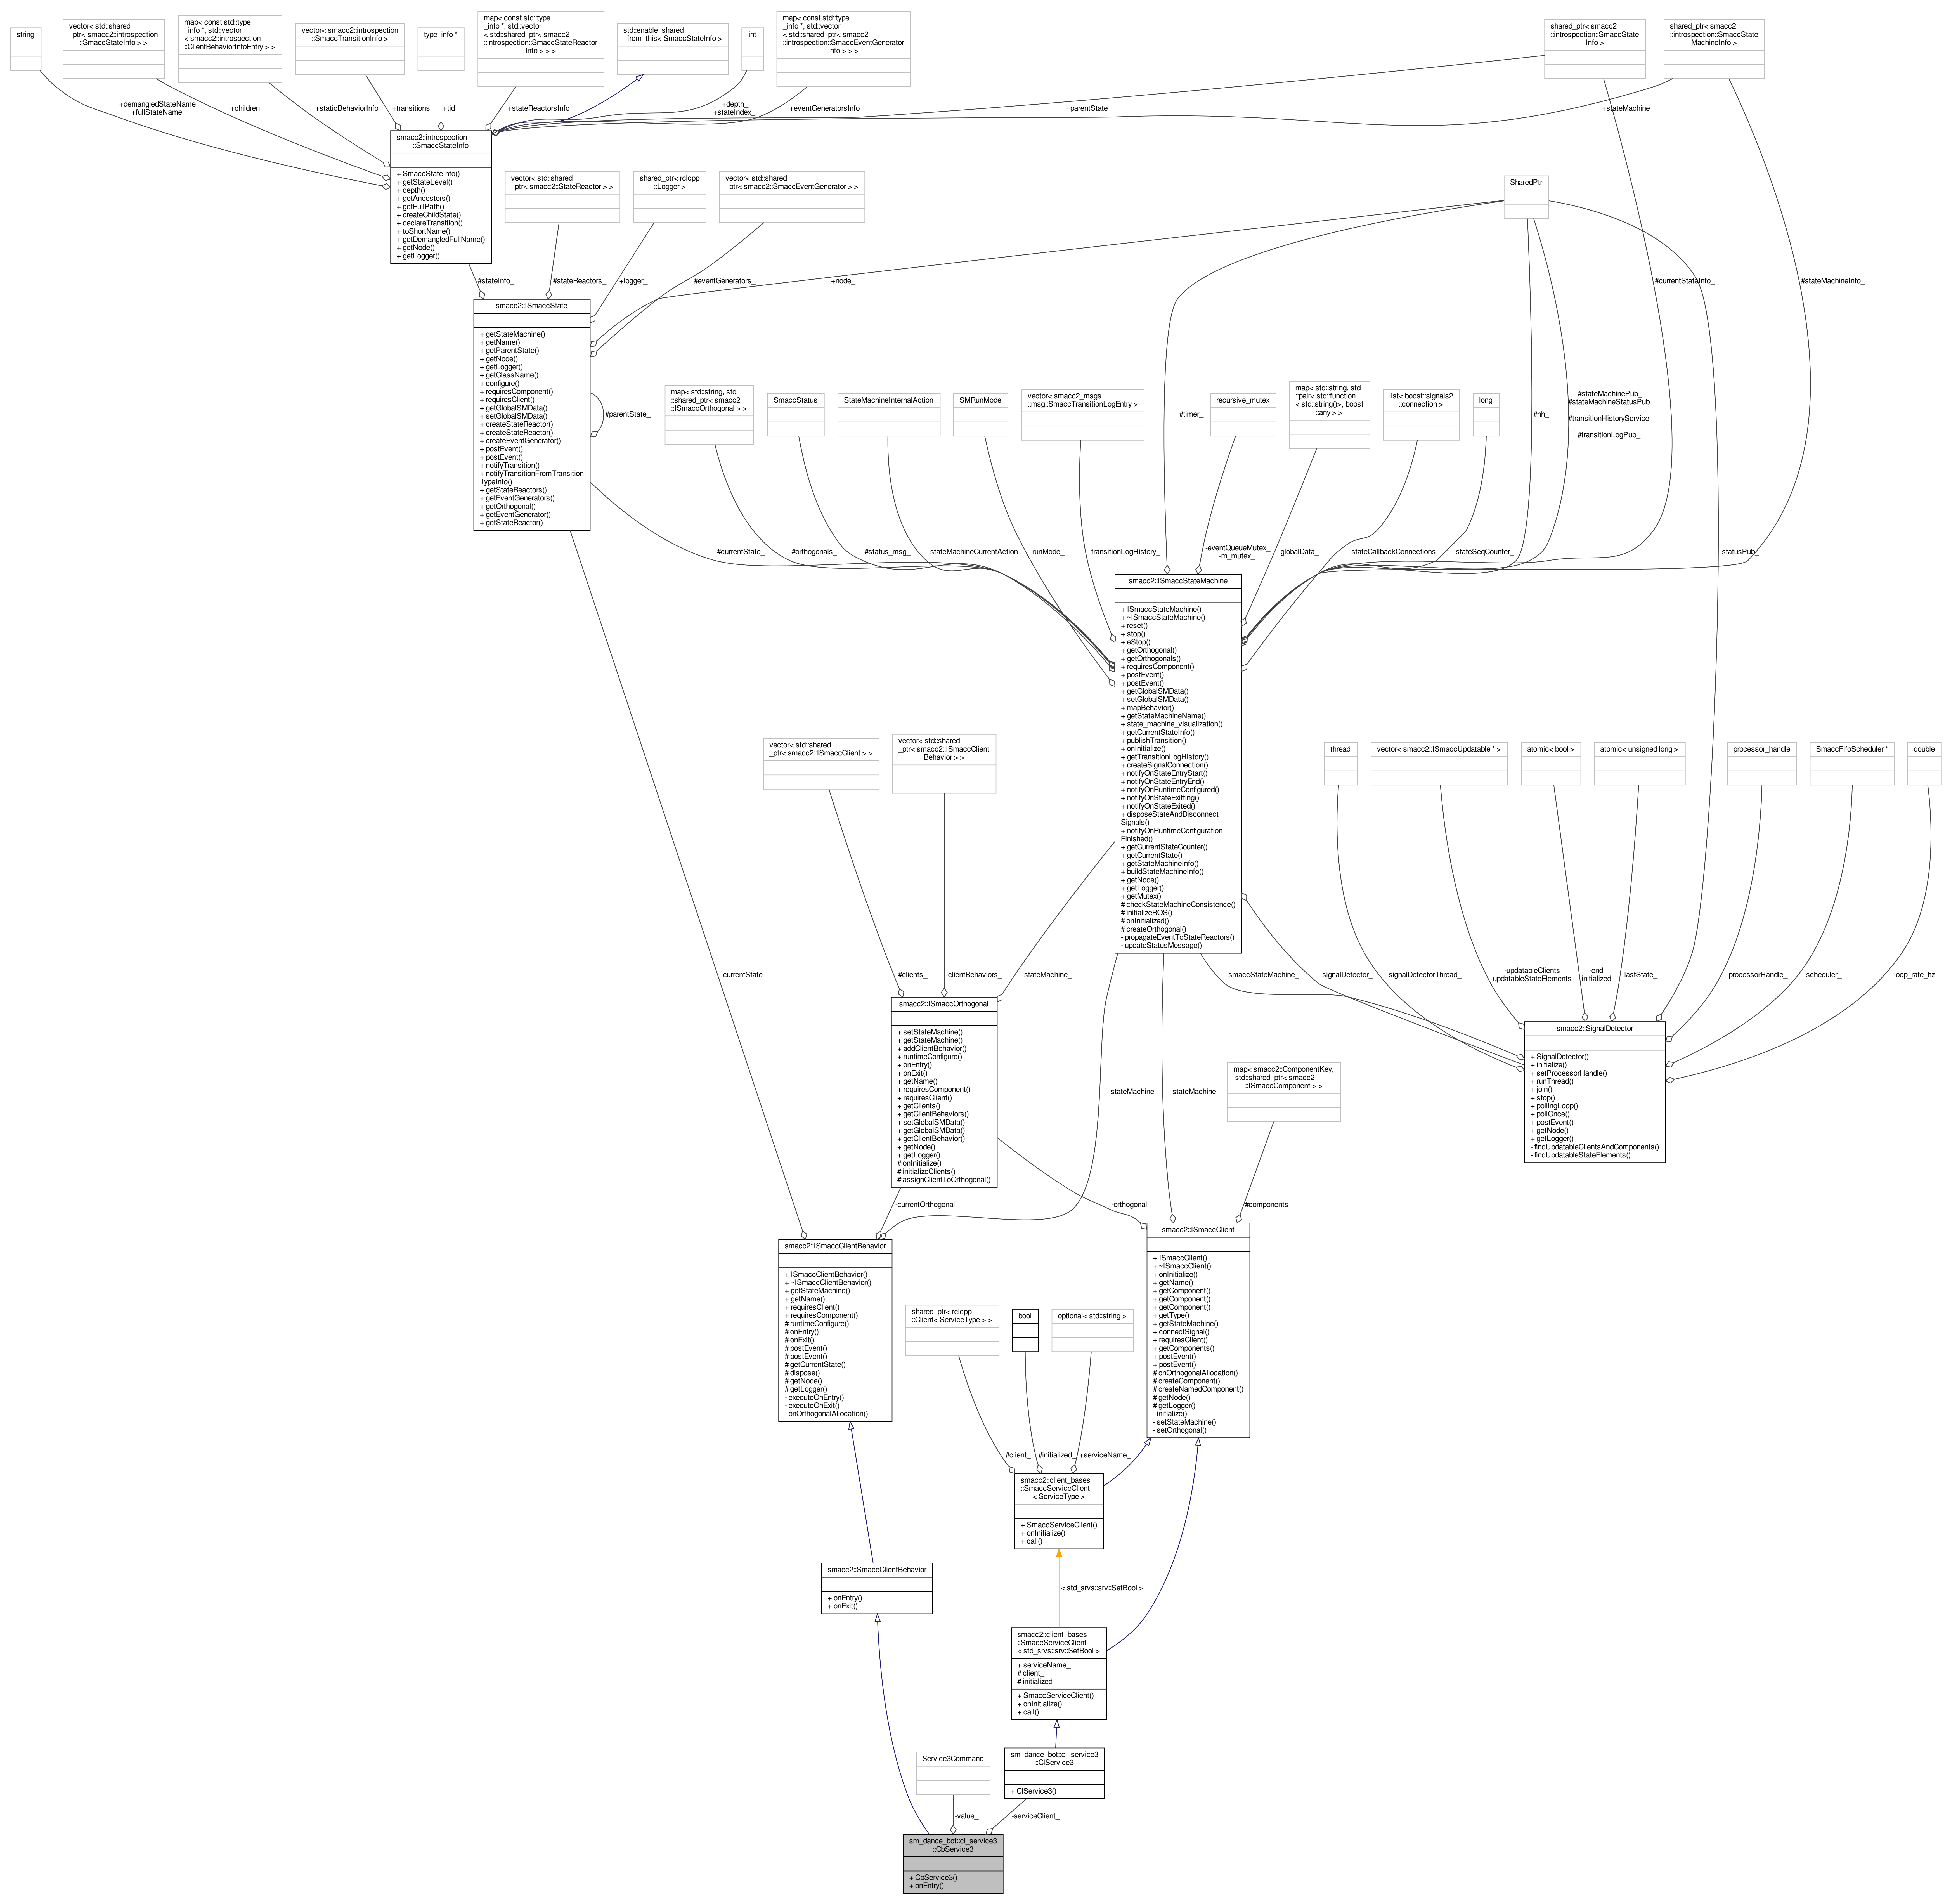 string
vector< std::shared
_ptr< smacc2::introspection
::SmaccStateInfo > >
map< const std::type
_info *, std::vector
< smacc2::introspection
::ClientBehaviorInfoEntry > >
vector< smacc2::introspection
::SmaccTransitionInfo >
type_info *
map< const std::type
_info *, std::vector
< std::shared_ptr< smacc2
::introspection::SmaccStateReactor
Info > > >
std::enable_shared
_from_this< SmaccStateInfo >
int
map< const std::type
_info *, std::vector
< std::shared_ptr< smacc2
::introspection::SmaccEventGenerator
Info > > >
shared_ptr< smacc2
::introspection::SmaccState
Info >
shared_ptr< smacc2
::introspection::SmaccState
MachineInfo >
+demangledStateName
+fullStateName
+children_
+staticBehaviorInfo
+transitions_
+tid_
+stateReactorsInfo
+depth_
+stateIndex_
+eventGeneratorsInfo
+parentState_
+stateMachine_
smacc2::introspection
::SmaccStateInfo
+ SmaccStateInfo()
+ getStateLevel()
+ depth()
+ getAncestors()
+ getFullPath()
+ createChildState()
+ declareTransition()
+ toShortName()
+ getDemangledFullName()
+ getNode()
+ getLogger()
vector< std::shared
_ptr< smacc2::StateReactor > >
shared_ptr< rclcpp
::Logger >
vector< std::shared
_ptr< smacc2::SmaccEventGenerator > >
SharedPtr
#stateInfo_
#stateReactors_
+logger_
#eventGenerators_
+node_
#currentStateInfo_
#stateMachineInfo_
smacc2::ISmaccState
+ getStateMachine()
+ getName()
+ getParentState()
+ getNode()
+ getLogger()
+ getClassName()
+ configure()
+ requiresComponent()
+ requiresClient()
+ getGlobalSMData()
+ setGlobalSMData()
+ createStateReactor()
+ createStateReactor()
+ createEventGenerator()
+ postEvent()
+ postEvent()
+ notifyTransition()
+ notifyTransitionFromTransition
TypeInfo()
+ getStateReactors()
+ getEventGenerators()
+ getOrthogonal()
+ getEventGenerator()
+ getStateReactor()
#parentState_
map< std::string, std
::shared_ptr< smacc2
::ISmaccOrthogonal > >
SmaccStatus
StateMachineInternalAction
SMRunMode
vector< smacc2_msgs
::msg::SmaccTransitionLogEntry >
#timer_
recursive_mutex
map< std::string, std
::pair< std::function
< std::string()>, boost
::any > >
list< boost::signals2
::connection >
long
#nh_
#stateMachinePub_
#stateMachineStatusPub
_
#transitionHistoryService
_
#transitionLogPub_
#currentState_
#orthogonals_
#status_msg_
-stateMachineCurrentAction
-runMode_
-transitionLogHistory_
-eventQueueMutex_
-m_mutex_
-globalData_
-stateCallbackConnections
-stateSeqCounter_
-statusPub_
smacc2::ISmaccStateMachine
+ ISmaccStateMachine()
+ ~ISmaccStateMachine()
+ reset()
+ stop()
+ eStop()
+ getOrthogonal()
+ getOrthogonals()
+ requiresComponent()
+ postEvent()
+ postEvent()
+ getGlobalSMData()
+ setGlobalSMData()
+ mapBehavior()
+ getStateMachineName()
+ state_machine_visualization()
+ getCurrentStateInfo()
+ publishTransition()
+ onInitialize()
+ getTransitionLogHistory()
+ createSignalConnection()
+ notifyOnStateEntryStart()
+ notifyOnStateEntryEnd()
+ notifyOnRuntimeConfigured()
+ notifyOnStateExitting()
+ notifyOnStateExited()
+ disposeStateAndDisconnect
Signals()
+ notifyOnRuntimeConfiguration
Finished()
+ getCurrentStateCounter()
+ getCurrentState()
+ getStateMachineInfo()
+ buildStateMachineInfo()
+ getNode()
+ getLogger()
+ getMutex()
# checkStateMachineConsistence()
# initializeROS()
# onInitialized()
# createOrthogonal()
- propagateEventToStateReactors()
- updateStatusMessage()
vector< std::shared
_ptr< smacc2::ISmaccClient > >
vector< std::shared
_ptr< smacc2::ISmaccClient
Behavior > >
thread
vector< smacc2::ISmaccUpdatable * >
atomic< bool >
atomic< unsigned long >
processor_handle
SmaccFifoScheduler *
double
-currentState
#clients_
-clientBehaviors_
-stateMachine_
-smaccStateMachine_
-signalDetector_
-signalDetectorThread_
-updatableClients_
-updatableStateElements_
-end_
-initialized_
-lastState_
-processorHandle_
-scheduler_
-loop_rate_hz
smacc2::ISmaccOrthogonal
+ setStateMachine()
+ getStateMachine()
+ addClientBehavior()
+ runtimeConfigure()
+ onEntry()
+ onExit()
+ getName()
+ requiresComponent()
+ requiresClient()
+ getClients()
+ getClientBehaviors()
+ setGlobalSMData()
+ getGlobalSMData()
+ getClientBehavior()
+ getNode()
+ getLogger()
# onInitialize()
# initializeClients()
# assignClientToOrthogonal()
smacc2::SignalDetector
+ SignalDetector()
+ initialize()
+ setProcessorHandle()
+ runThread()
+ join()
+ stop()
+ pollingLoop()
+ pollOnce()
+ postEvent()
+ getNode()
+ getLogger()
- findUpdatableClientsAndComponents()
- findUpdatableStateElements()
-stateMachine_
-stateMachine_
map< smacc2::ComponentKey,
std::shared_ptr< smacc2
::ISmaccComponent > >
-currentOrthogonal
-orthogonal_
#components_
smacc2::ISmaccClientBehavior
+ ISmaccClientBehavior()
+ ~ISmaccClientBehavior()
+ getStateMachine()
+ getName()
+ requiresClient()
+ requiresComponent()
# runtimeConfigure()
# onEntry()
# onExit()
# postEvent()
# postEvent()
# getCurrentState()
# dispose()
# getNode()
# getLogger()
- executeOnEntry()
- executeOnExit()
- onOrthogonalAllocation()
smacc2::ISmaccClient
+ ISmaccClient()
+ ~ISmaccClient()
+ onInitialize()
+ getName()
+ getComponent()
+ getComponent()
+ getComponent()
+ getType()
+ getStateMachine()
+ connectSignal()
+ requiresClient()
+ getComponents()
+ postEvent()
+ postEvent()
# onOrthogonalAllocation()
# createComponent()
# createNamedComponent()
# getNode()
# getLogger()
- initialize()
- setStateMachine()
- setOrthogonal()
shared_ptr< rclcpp
::Client< ServiceType > >
bool
optional< std::string >
#client_
#initialized_
+serviceName_
smacc2::client_bases
::SmaccServiceClient
< ServiceType >
+ SmaccServiceClient()
+ onInitialize()
+ call()
smacc2::SmaccClientBehavior
+ onEntry()
+ onExit()
< std_srvs::srv::SetBool >
smacc2::client_bases
::SmaccServiceClient
< std_srvs::srv::SetBool >
+ serviceName_
# client_
# initialized_
+ SmaccServiceClient()
+ onInitialize()
+ call()
Service3Command
sm_dance_bot::cl_service3
::ClService3
+ ClService3()
-value_
-serviceClient_
sm_dance_bot::cl_service3
::CbService3
+ CbService3()
+ onEntry()